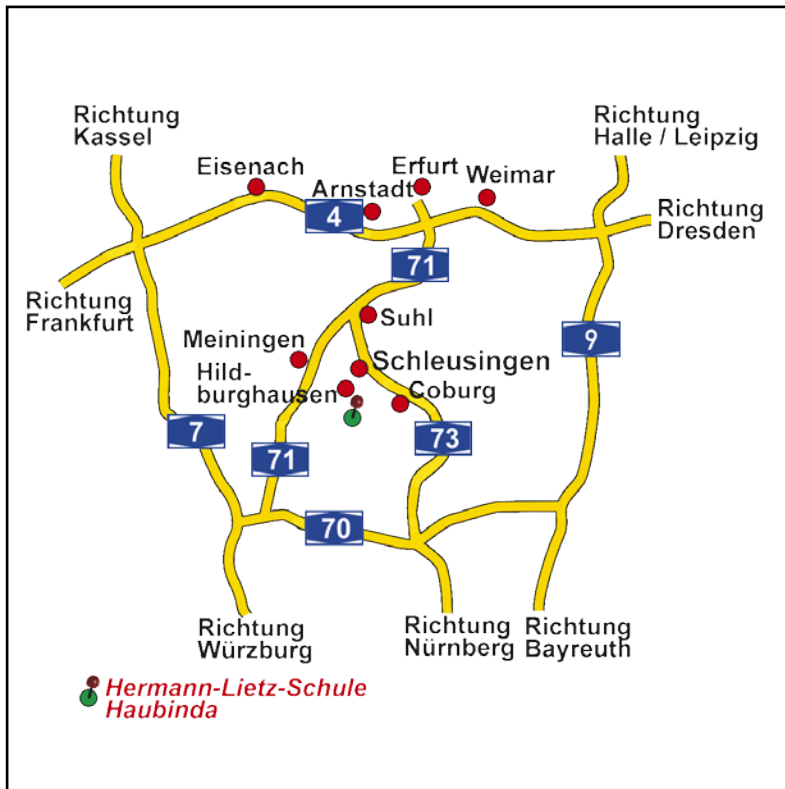 Richtung
Kassel
Richtung
Halle / Leipzig
Eisenach
Erfurt
Weimar
Arnstadt
4
Richtung
Dresden
71
Richtung
Frankfurt
Suhl
9
Meiningen
Schleusingen
Hild-
burghausen
Coburg
7
73
71
70
Richtung
Würzburg
Richtung
Nürnberg
Richtung
Bayreuth
Hermann-Lietz-Schule
Haubinda